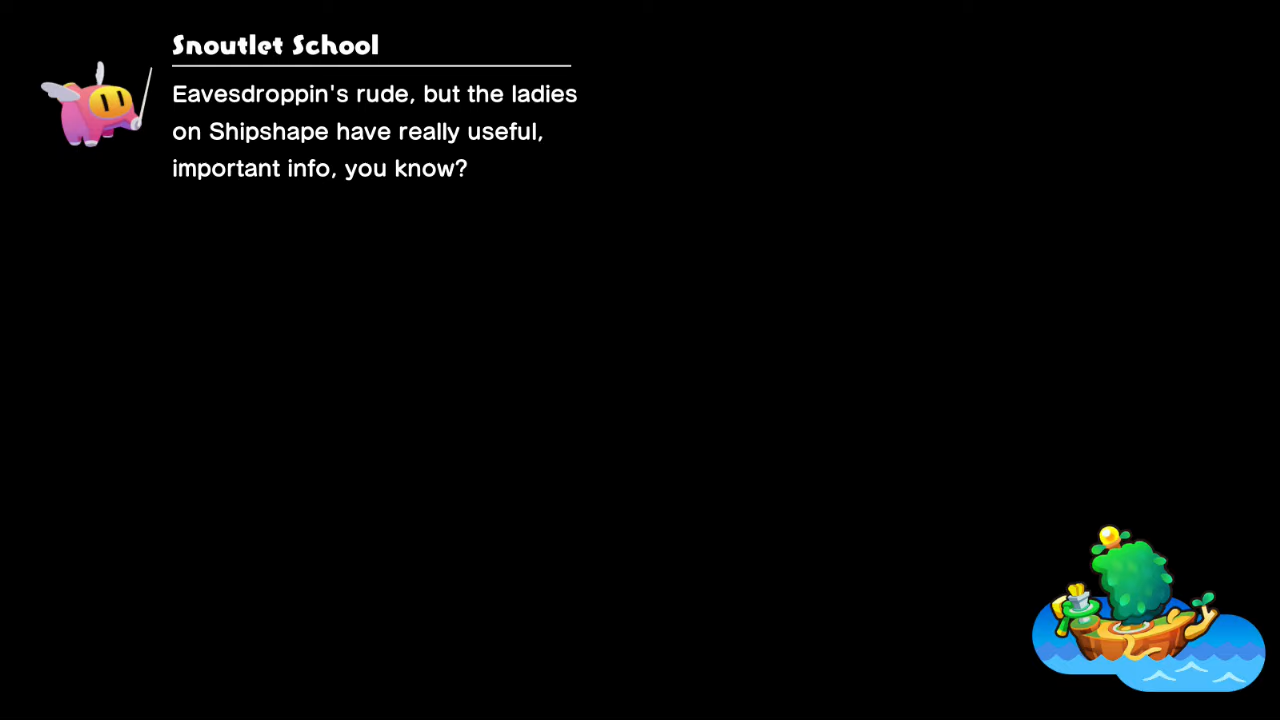 Snoutlet School
Eavesdroppin's rude, but the ladies
on Shipshape have really useful,
important info, you know?